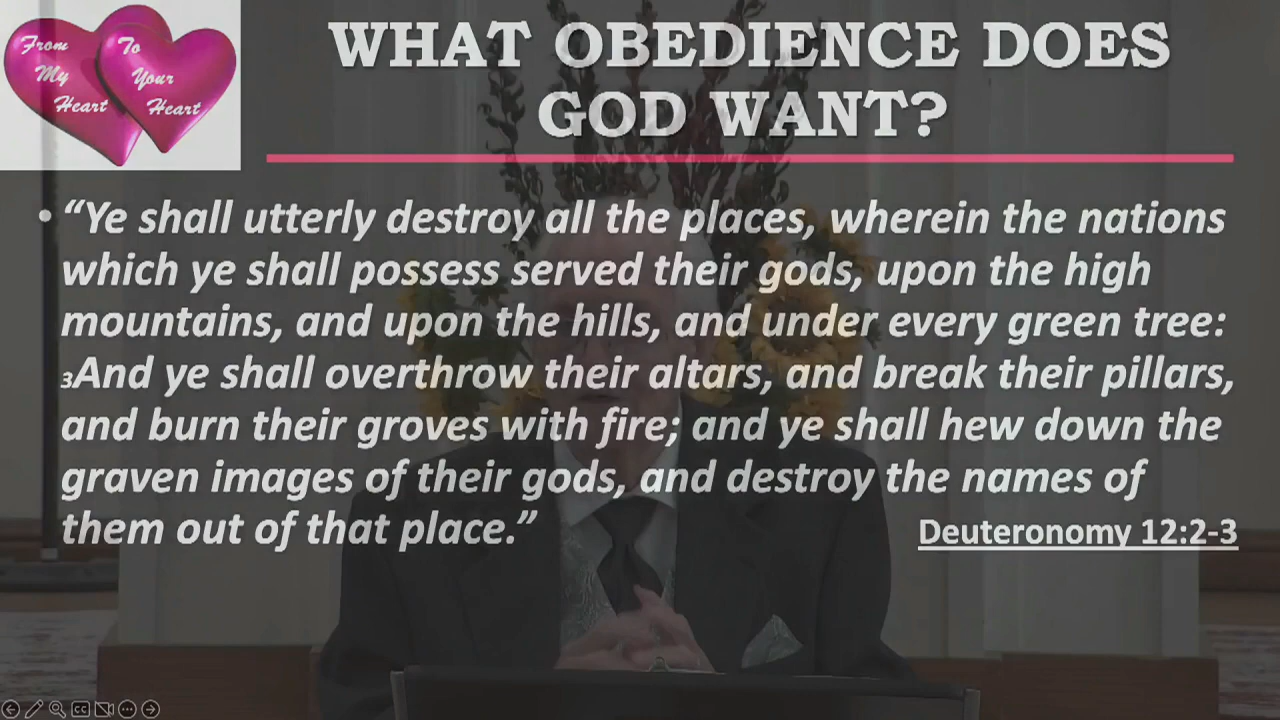 From
My
Heart
To
Your
Heart
WHAT OBEDIENCE DOES
GOD WANT?
• “Ye shall utterly destroy all the places, wherein the nations
which ye shall possess served their gods, upon the high
mountains, and upon the hills, and under every green tree:
3And ye shall overthrow their altars, and break their pillars,
and burn their groves with fire; and ye shall hew down the
graven images of their gods, and destroy the names of
them out of that place.”
Deuteronomy 12:2-3
CC